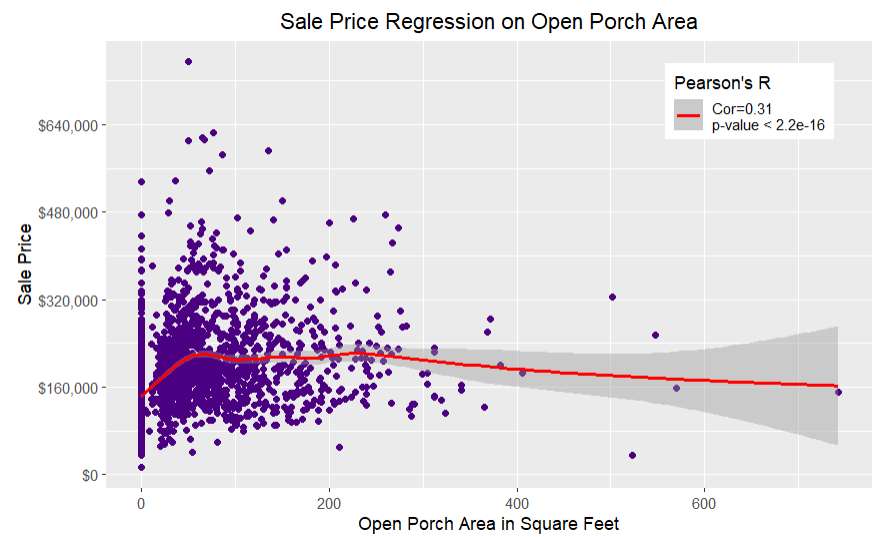 Sale Price Regression on Open Porch Area
Pearson's R
Cor=0.31
p-value < 2.2e-16
$640,000
$480,000
$320,000
$160,000
$0
Sale Price
0 200 400 600
Open Porch Area in Square Feet